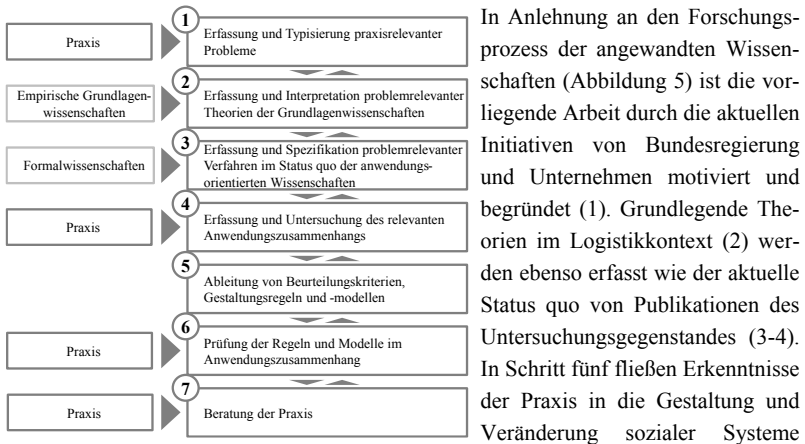 1
Praxis
Erfassung und Typisierung praxisrelevanter
Probleme
2
Empirische Grundlagen-
wissenschaften
Erfassung und Interpretation problemrelevanter
Theorien der Grundlagenwissenschaften
3
Formalwissenschaften
Erfassung und Spezifikation problemrelevanter
Verfahren im Status quo der anwendungs-
orientierten Wissenschaften
4
Praxis
Erfassung und Untersuchung des relevanten
Anwendungszusammenhangs
5
Ableitung von Beurteilungskriterien,
Gestaltungsregeln und -modellen
6
Praxis
Prüfung der Regeln und Modelle im
Anwendungszusammenhang
7
Praxis
Beratung der Praxis
In Anlehnung an den Forschungs-
prozess der angewandten Wissen-
schaften (Abbildung 5) ist die vor-
liegende Arbeit durch die aktuellen
Initiativen von Bundesregierung
und Unternehmen motiviert und
begründet (1). Grundlegende The-
orien im Logistikkontext (2) wer-
den ebenso erfasst wie der aktuelle
Status quo von Publikationen des
Untersuchungsgegenstandes (3-4).
In Schritt fünf fließen Erkenntnisse
der Praxis in die Gestaltung und
Veränderung sozialer Systeme